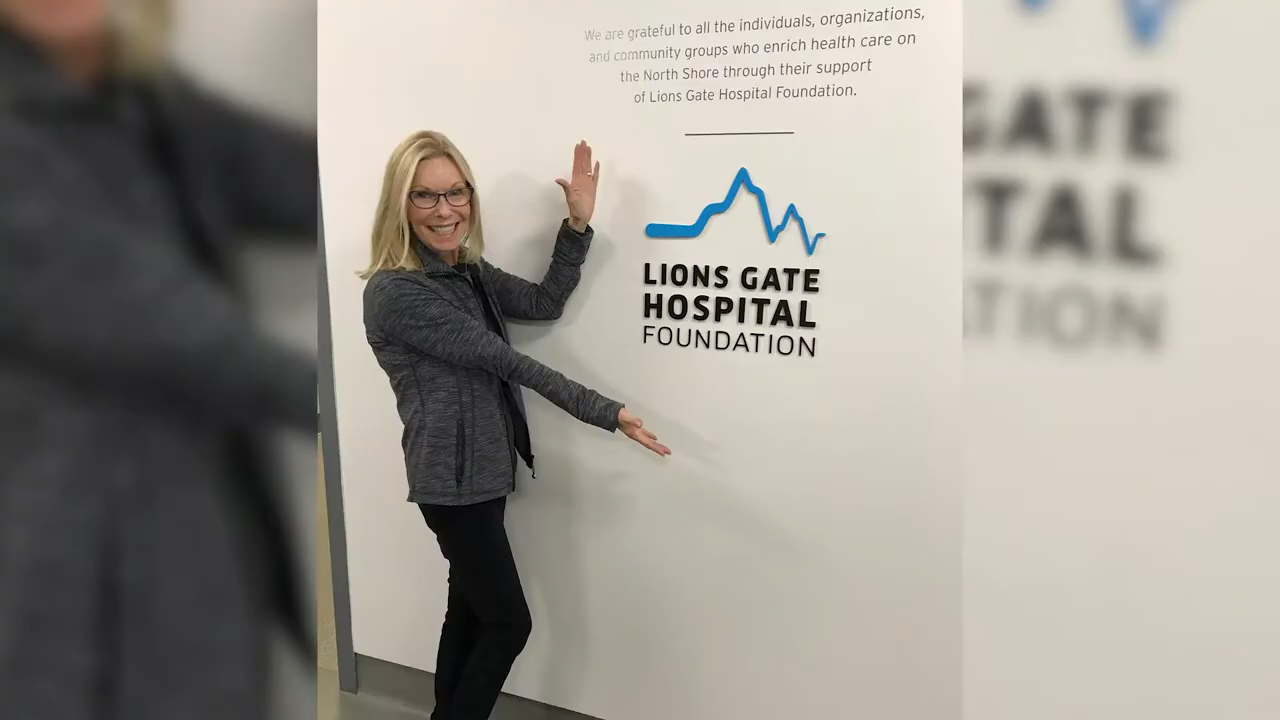 We are grateful to all the individuals, organizations,
and community groups who enrich health care on
the North Shore through their support
of Lions Gate Hospital Foundation.
LIONS GATE
HOSPITAL
FOUNDATION